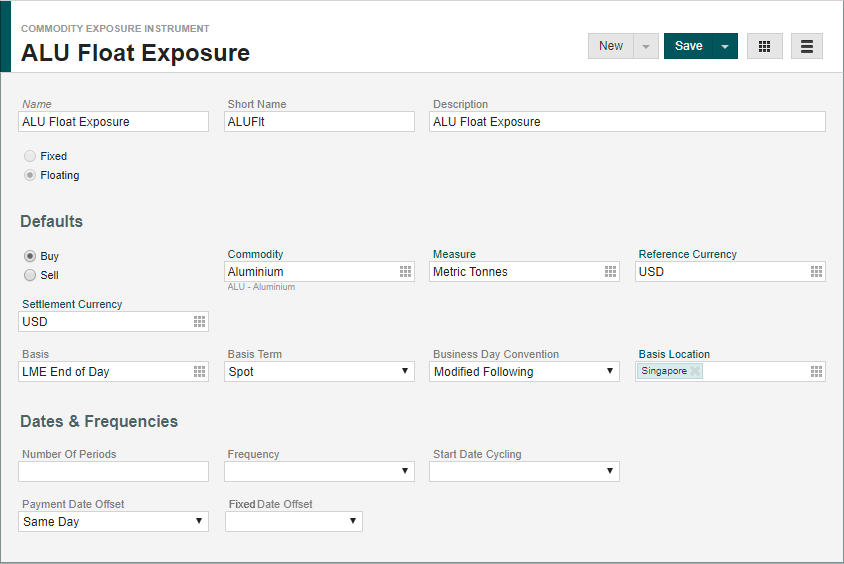 COMMODITY EXPOSURE INSTRUMENT
ALU Float Exposure
New Save
Name Short Name Description
ALU Float Exposure ALUFlt ALU Float Exposure
Fixed
Floating
Defaults
Buy
Sell
Commodity Measure Reference Currency
Aluminium Metric Tonnes USD
ALU - Aluminium
Settlement Currency
USD
Basis Basis Term Business Day Convention Basis Location
LME End of Day Spot Modified Following Singapore
Dates & Frequencies
Number Of Periods Frequency Start Date Cycling
Payment Date Offset Fixed Date Offset
Same Day